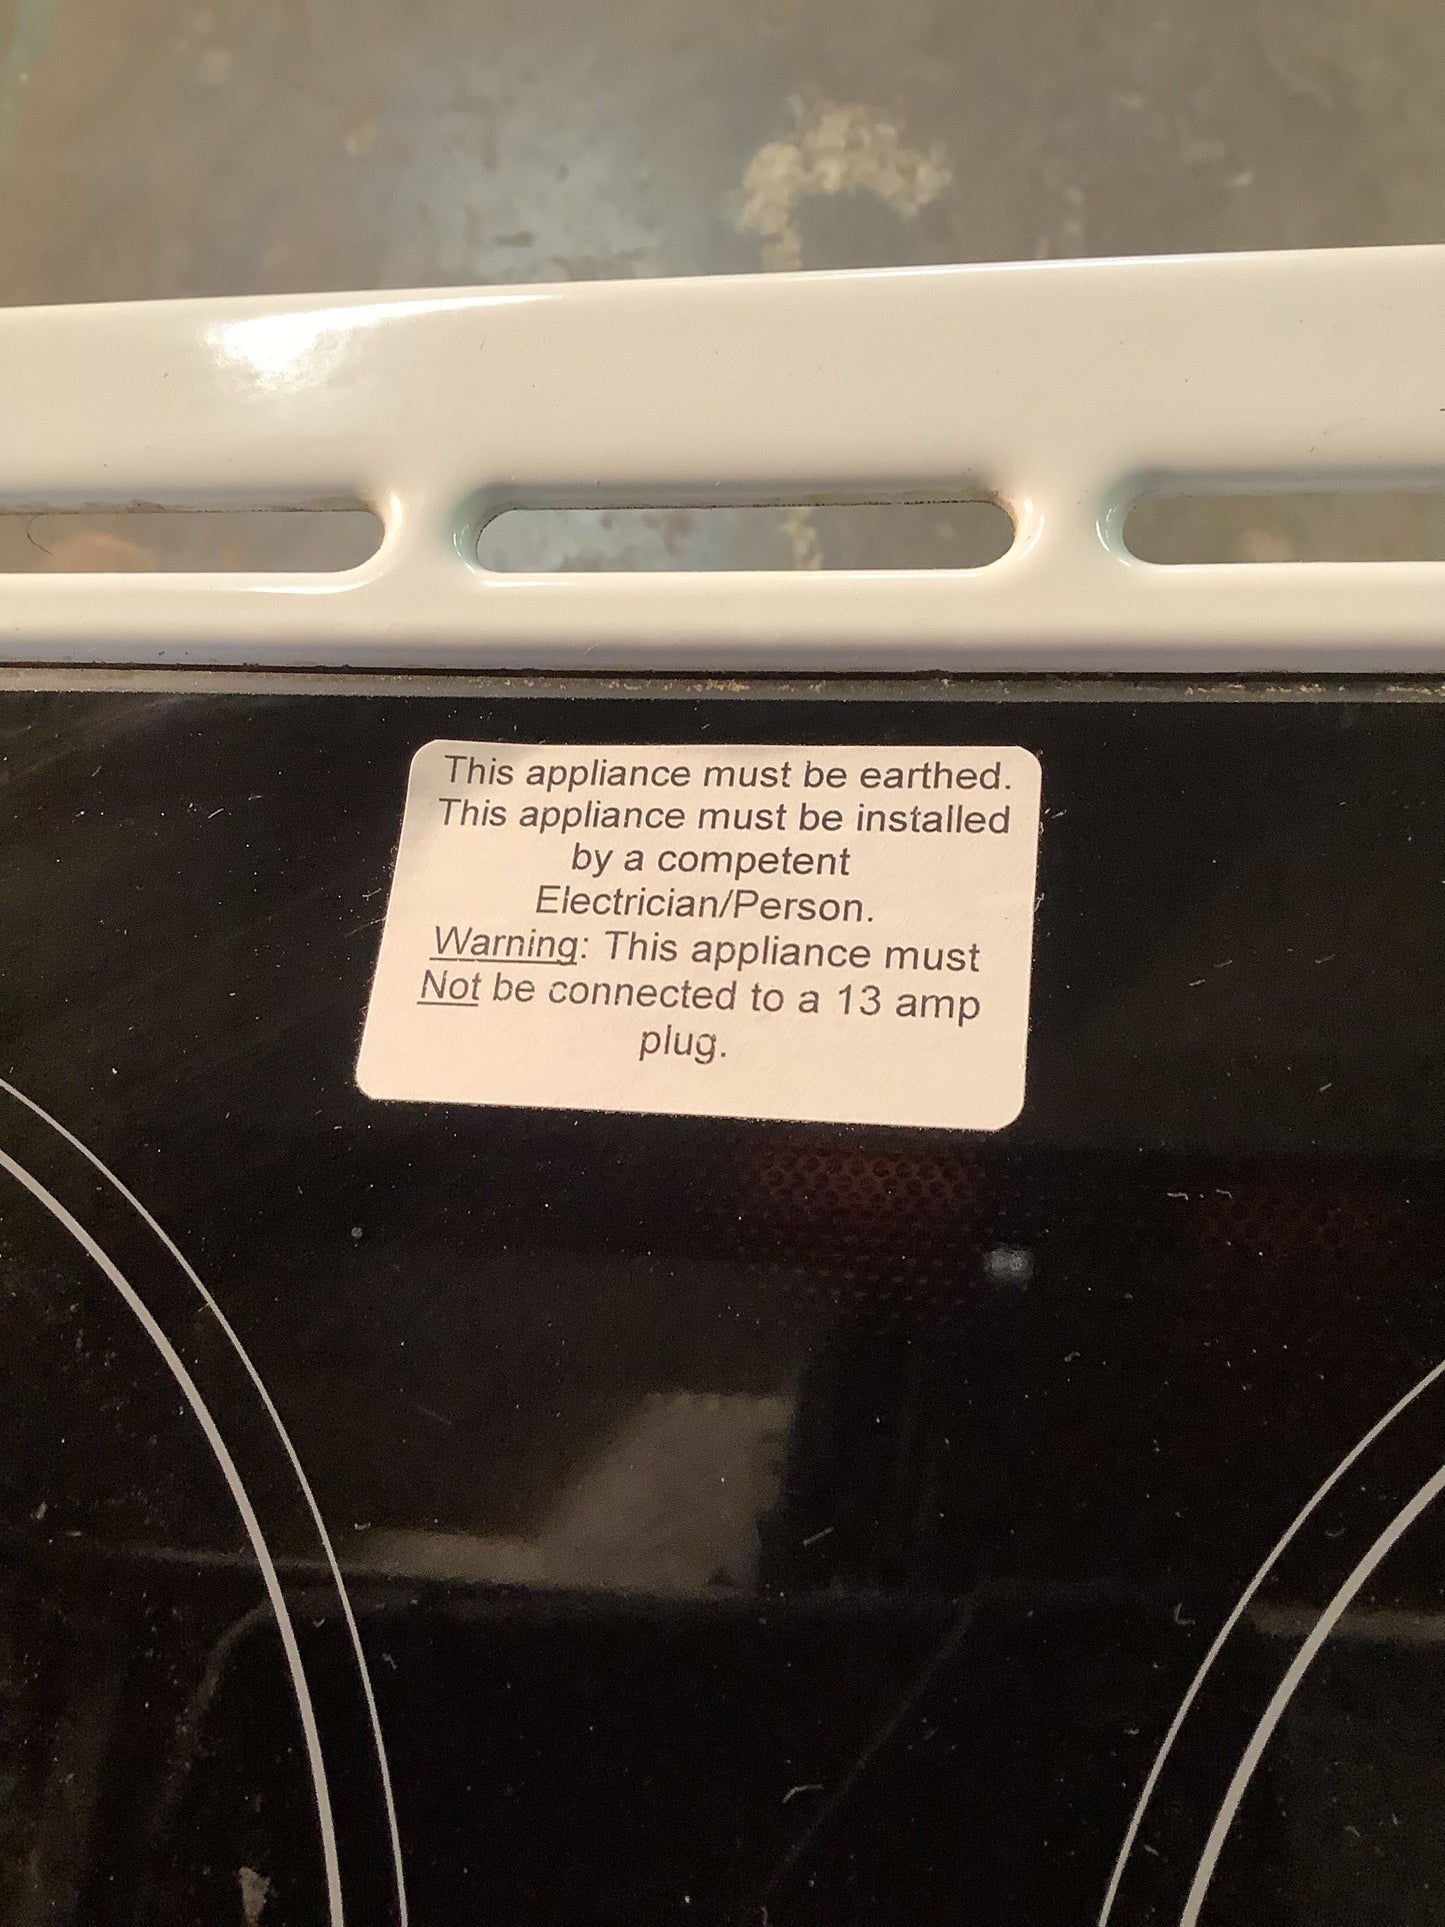 This appliance must be earthed.
This appliance must be installed
by a competent
Electrician/Person.
Warning: This appliance must
Not be connected to a 13 amp
plug.